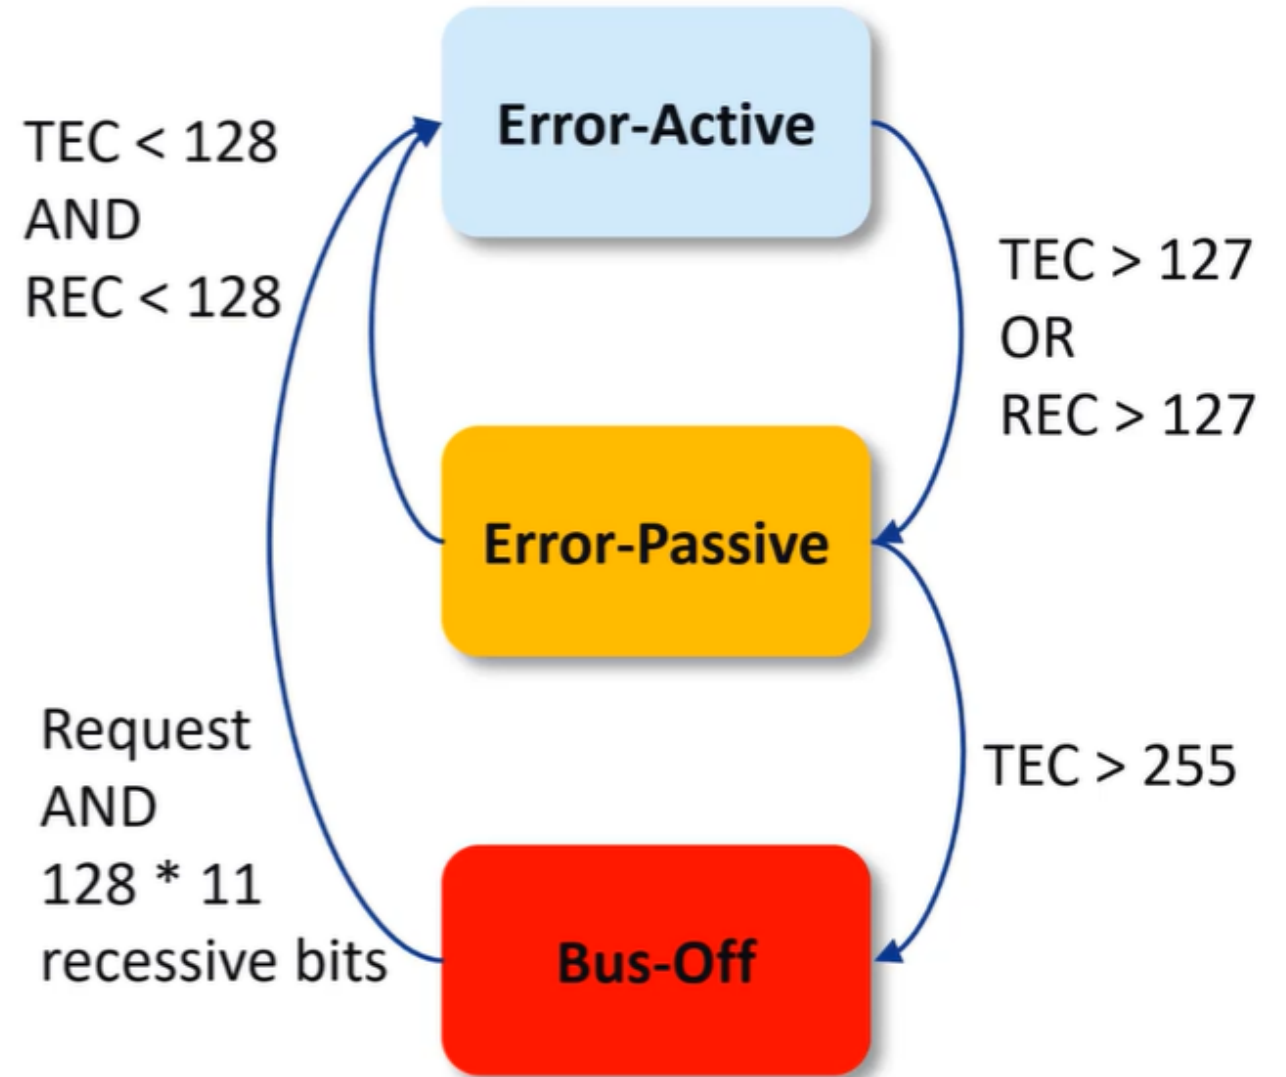 Error-Active
TEC < 128
AND
REC < 128
TEC > 127
OR
REC > 127
Error-Passive
Request
AND
128 * 11
recessive bits
TEC > 255
Bus-Off